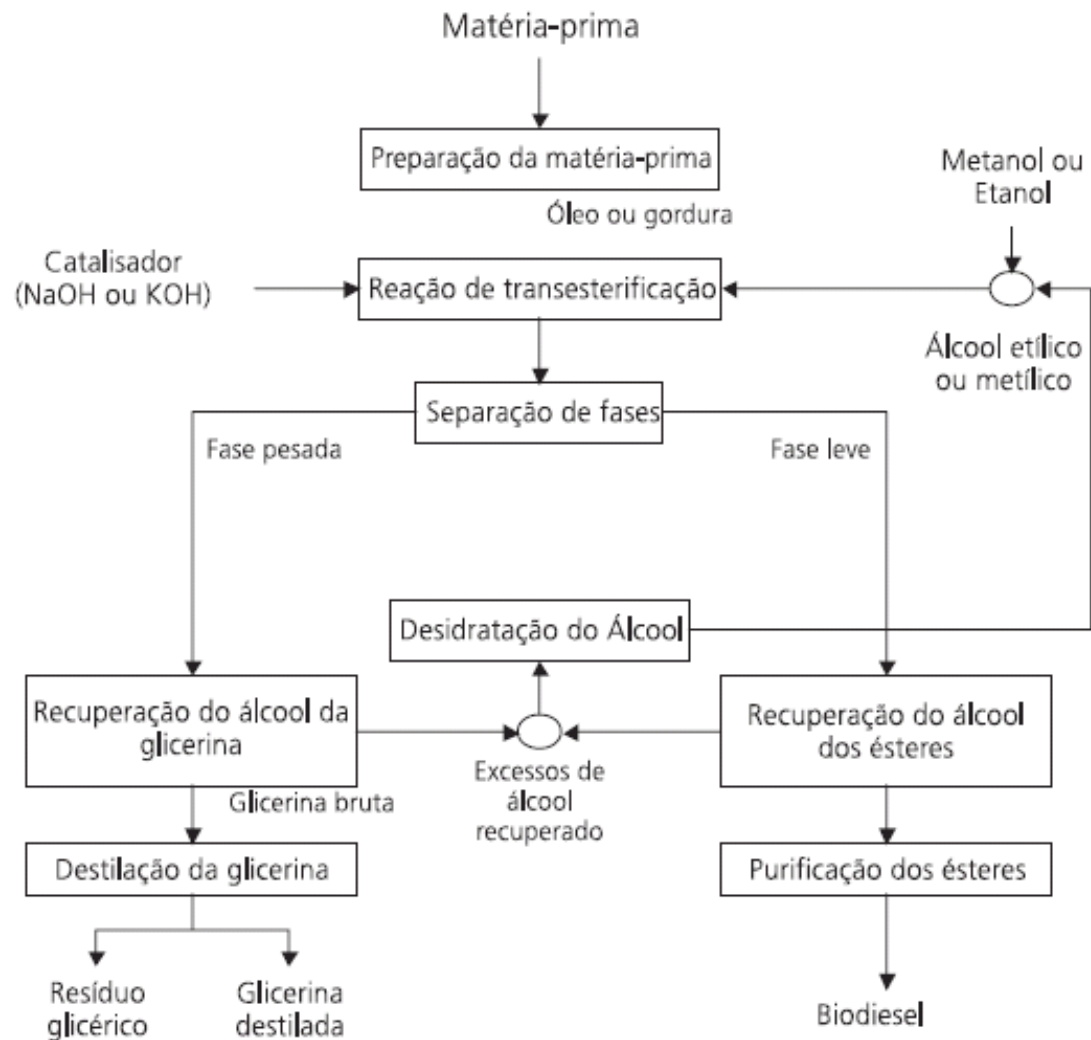 Matéria-prima
Preparação da matéria-prima
Óleo ou gordura
Metanol ou
Etanol
Catalisador
(NaOH ou KOH)
Reação de transesterificação
Álcool etílico
ou metílico
Separação de fases
Fase pesada
Fase leve
Desidratação do Álcool
Recuperação do álcool da
glicerina
Excessos de
álcool
recuperado
Recuperação do álcool
dos ésteres
Glicerina bruta
Destilação da glicerina
Purificação dos ésteres
Resíduo
glicérico
Glicerina
destilada
Biodiesel